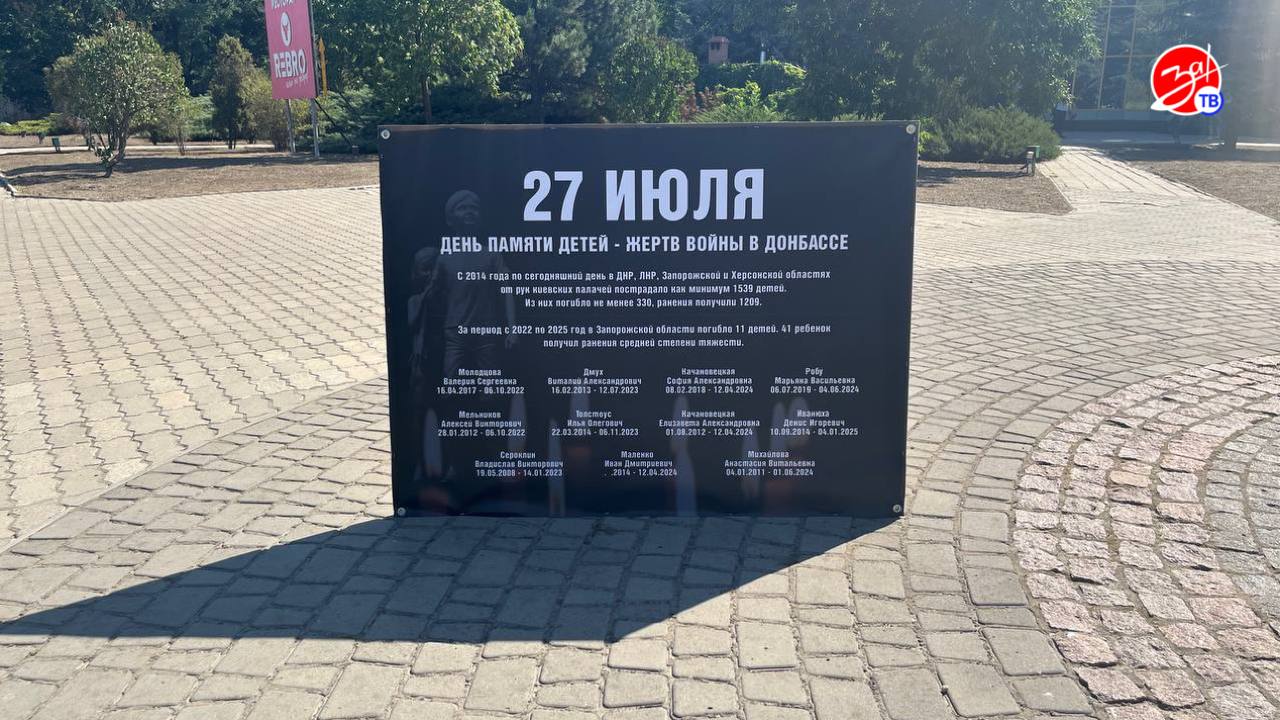 REBRO
За!
ТВ
27 ИЮЛЯ
ДЕНЬ ПАМЯТИ ДЕТЕЙ - ЖЕРТВ ВОЙНЫ В ДОНБАССЕ
С 2014 года по сегодняшний день в ДНР, ЛНР, Запорожской и Херсонской областях
от рук киевских палачей пострадало как минимум 1539 детей.
Из них погибло не менее 330, ранения получили 1209.
За период с 2022 по 2025 год в Запорожской области погибло 11 детей. 41 ребенок
получил ранения средней степени тяжести.
Молодцова
Валерия Сергеевна
16.04.2017 - 06.10.2022
Дмух
Виталий Александрович
16.02.2013 - 12.07.2023
Качановецкая
София Александровна
08.02.2018 - 12.04.2024
Робу
Марьяна Васильевна
06.07.2019 - 04.06.2024
Мельников
Алексей Викторович
28.01.2012 - 06.10.2022
Толстоус
Илья Олегович
22.03.2014 - 06.11.2023
Качановецкая
Елизавета Александровна
01.08.2012 - 12.04.2024
Иванюха
Денис Игоревич
10.09.2014 - 04.01.2025
Сероклин
Владислав Викторович
19.05.2008 - 14.01.2023
Маленко
Иван Дмитриевич
. .2014 - 12.04.2024
Михайлова
Анастасия Витальевна
04.01.2011 - 01.06.2024